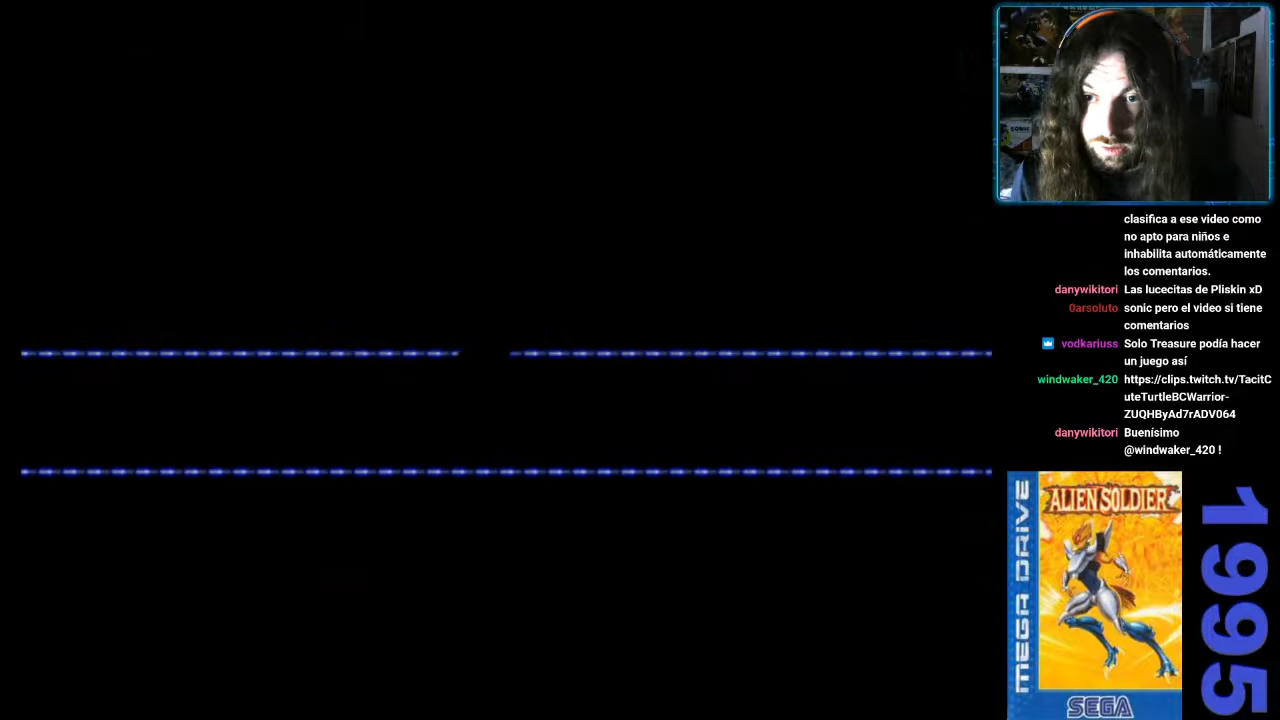 SONIC
clasifica a ese video como
no apto para niños e
inhabilita automáticamente
los comentarios.
danywikitori Las lucecitas de Pliskin xD
0arsoluto sonic pero el video si tiene
comentarios
vodkariuss Solo Treasure podía hacer
un juego así
windwaker_420 https://clips.twitch.tv/TacitC
uteTurtleBCWarrior-
ZUQHByAd7rADV064
danywikitori Buenísimo
@windwaker_420 !
MEGA DRIVE
ALIEN SOLDIER
SEGA
1995